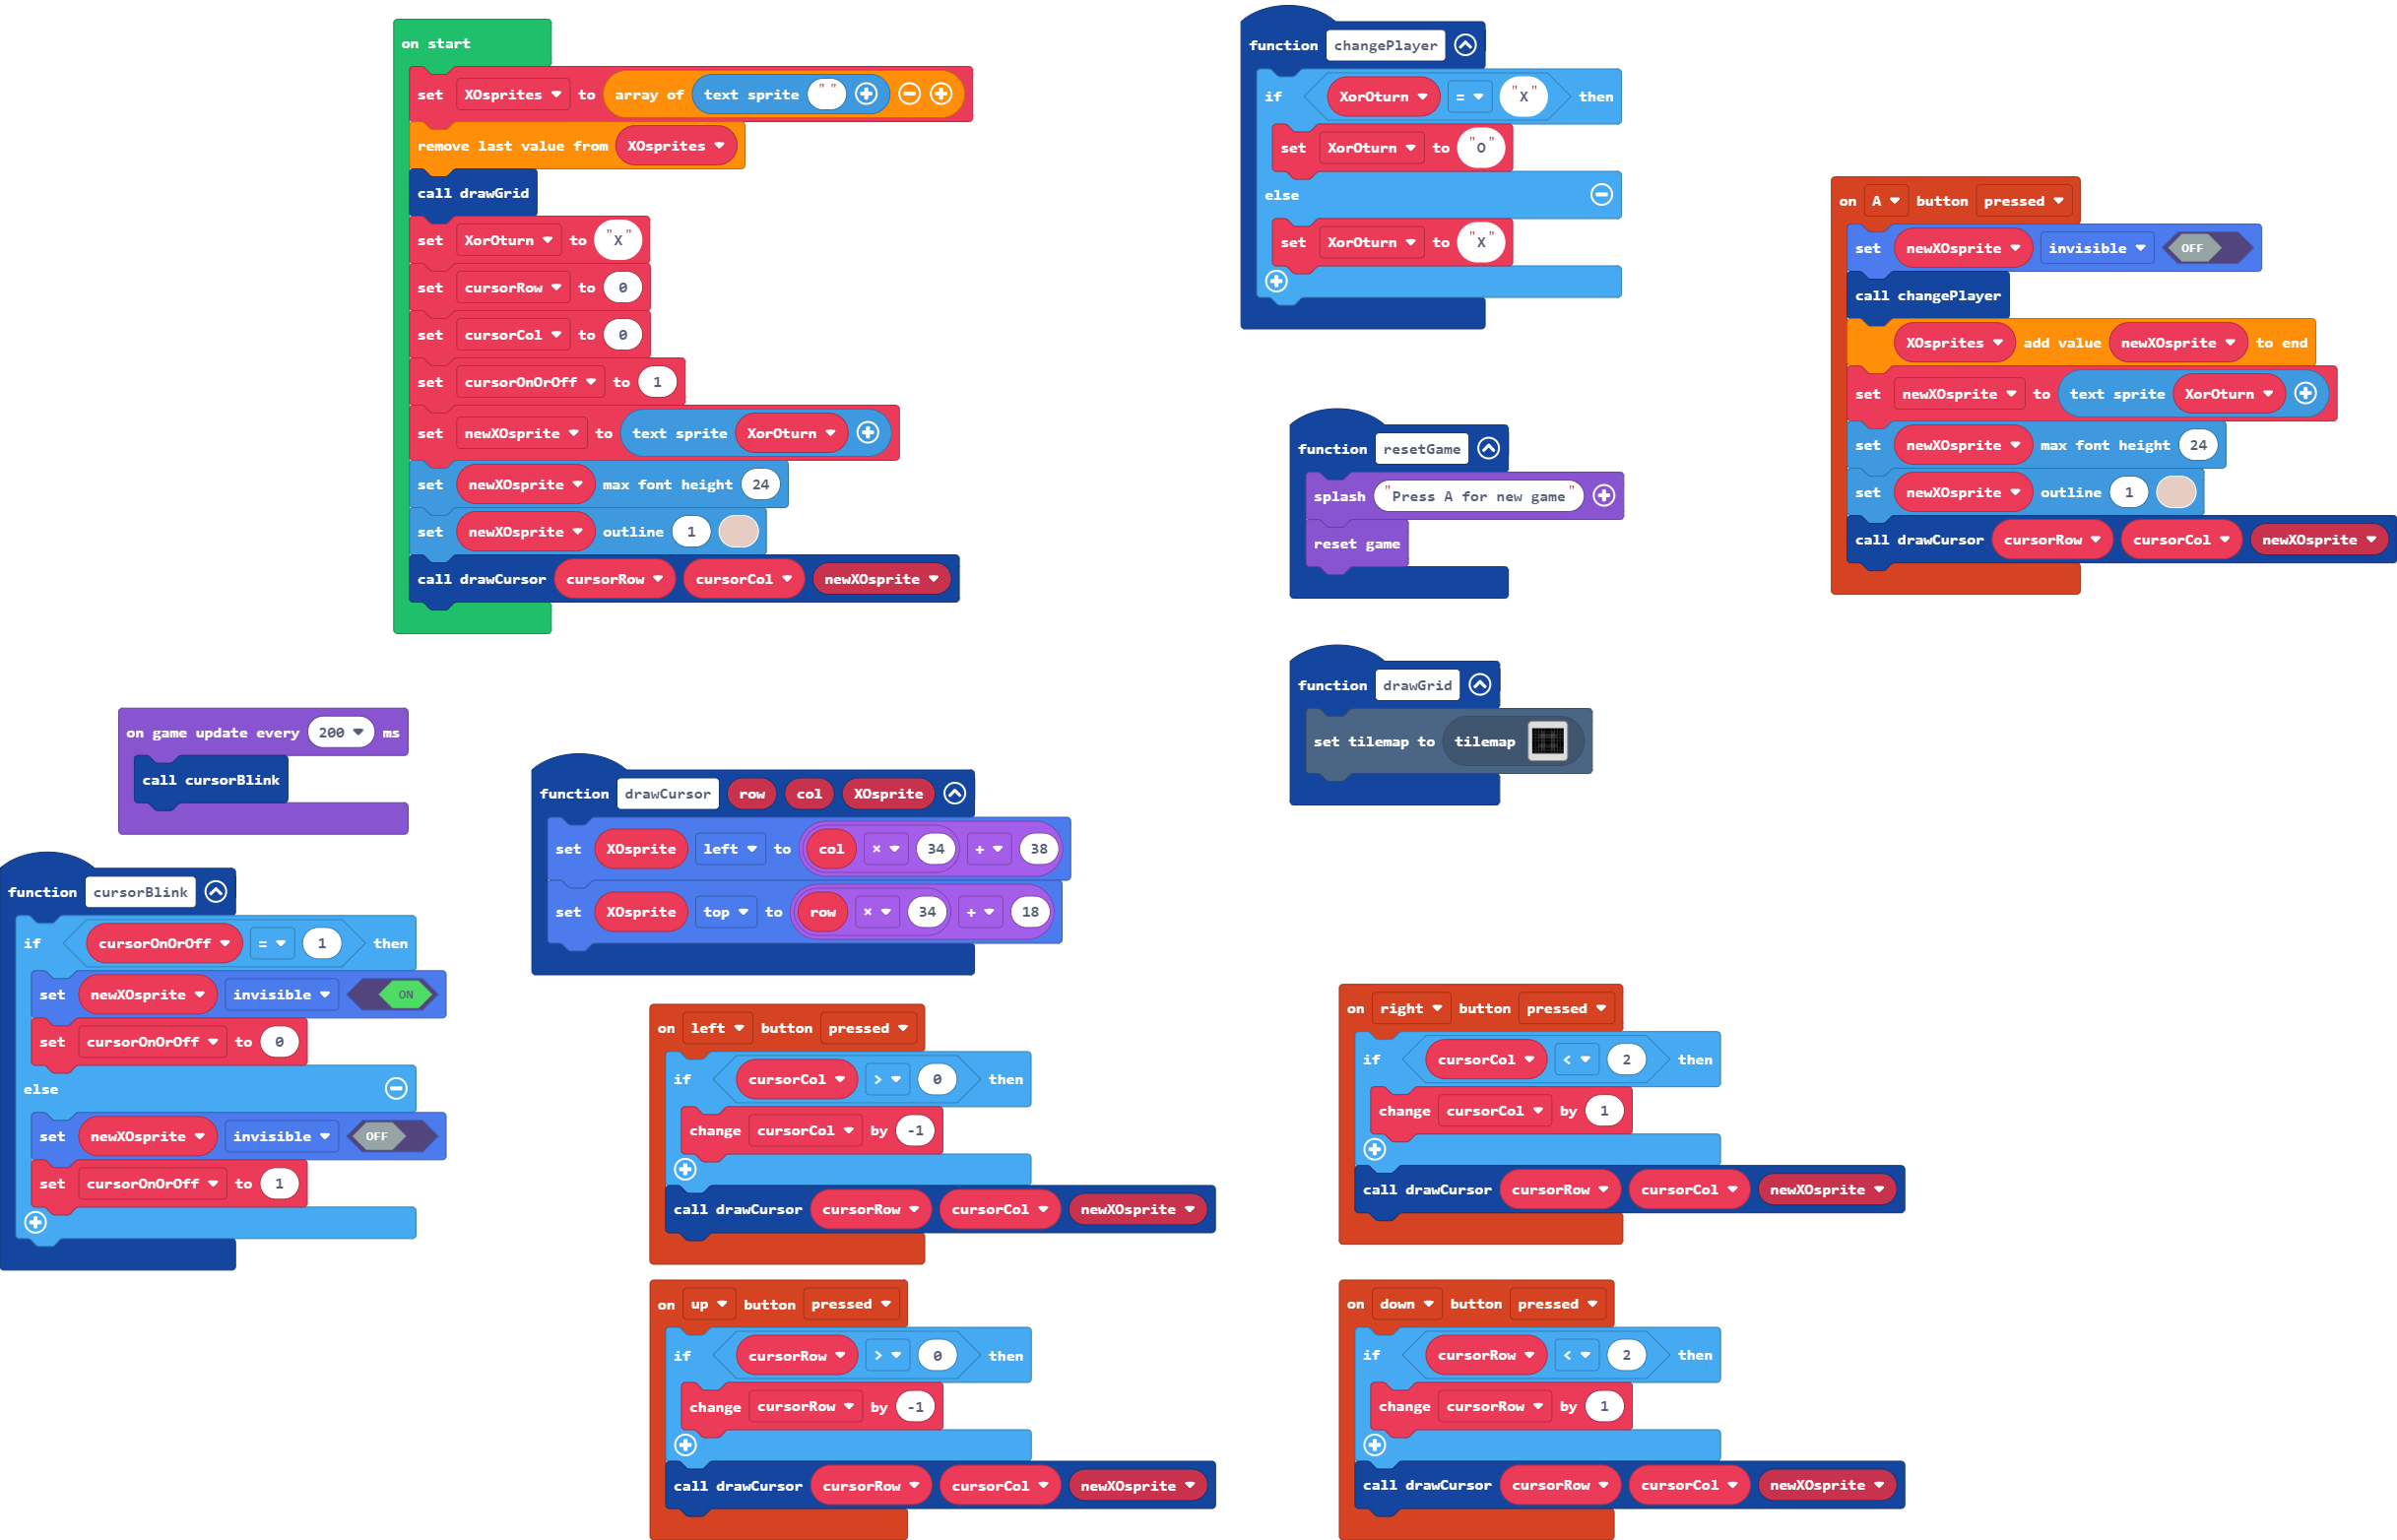 on start
set XOsprites to array of text sprite " "
remove last value from XOsprites
call drawGrid
set XorOturn to "X"
set cursorRow to 0
set cursorCol to 0
set cursorOnOrOff to 1
set newXOsprite to text sprite XorOturn
set newXOsprite max font height 24
set newXOsprite outline 1
call drawCursor cursorRow cursorCol newXOsprite
function changePlayer
if XorOturn = "X" then
set XorOturn to "O"
else
set XorOturn to "X"
on A button pressed
set newXOsprite invisible OFF
call changePlayer
XOsprites add value newXOsprite to end
set newXOsprite to text sprite XorOturn
set newXOsprite max font height 24
set newXOsprite outline 1
call drawCursor cursorRow cursorCol newXOsprite
function resetGame
splash "Press A for new game"
reset game
function drawGrid
set tilemap to tilemap
on game update every 200 ms
call cursorBlink
function drawCursor row col XOsprite
set XOsprite left to col × 34 + 38
set XOsprite top to row × 34 + 18
function cursorBlink
if cursorOnOrOff = 1 then
set newXOsprite invisible ON
set cursorOnOrOff to 0
else
set newXOsprite invisible OFF
set cursorOnOrOff to 1
on left button pressed
if cursorCol > 0 then
change cursorCol by -1
call drawCursor cursorRow cursorCol newXOsprite
on right button pressed
if cursorCol < 2 then
change cursorCol by 1
call drawCursor cursorRow cursorCol newXOsprite
on up button pressed
if cursorRow > 0 then
change cursorRow by -1
call drawCursor cursorRow cursorCol newXOsprite
on down button pressed
if cursorRow < 2 then
change cursorRow by 1
call drawCursor cursorRow cursorCol newXOsprite